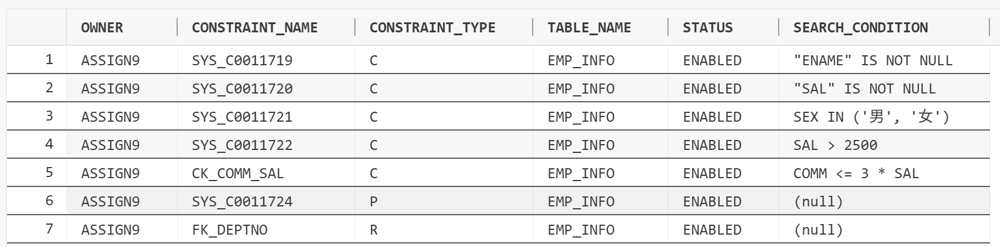 OWNER CONSTRAINT_NAME CONSTRAINT_TYPE TABLE_NAME STATUS SEARCH_CONDITION
1 ASSIGN9 SYS_C0011719 C EMP_INFO ENABLED "ENAME" IS NOT NULL
2 ASSIGN9 SYS_C0011720 C EMP_INFO ENABLED "SAL" IS NOT NULL
3 ASSIGN9 SYS_C0011721 C EMP_INFO ENABLED SEX IN ('男', '女')
4 ASSIGN9 SYS_C0011722 C EMP_INFO ENABLED SAL > 2500
5 ASSIGN9 CK_COMM_SAL C EMP_INFO ENABLED COMM <= 3 * SAL
6 ASSIGN9 SYS_C0011724 P EMP_INFO ENABLED (null)
7 ASSIGN9 FK_DEPTNO R EMP_INFO ENABLED (null)